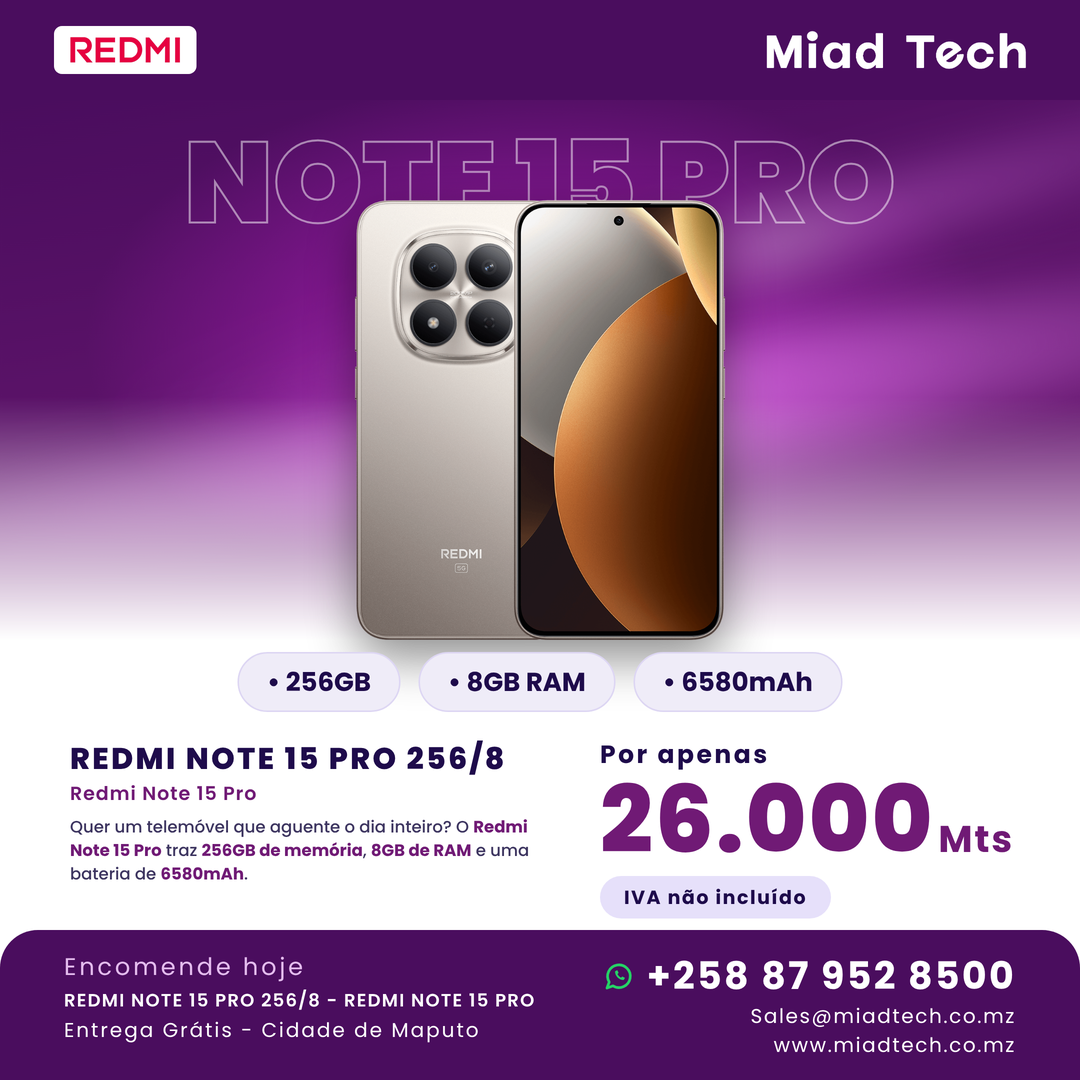 REDMI
Miad Tech
NOTE 15 PRO
REDMI
5G
• 256GB
• 8GB RAM
• 6580mAh
REDMI NOTE 15 PRO 256/8
Redmi Note 15 Pro
Quer um telemóvel que aguente o dia inteiro? O Redmi
Note 15 Pro traz 256GB de memória, 8GB de RAM e uma
bateria de 6580mAh.
Por apenas
26.000 Mts
IVA não incluído
Encomende hoje
REDMI NOTE 15 PRO 256/8 - REDMI NOTE 15 PRO
Entrega Grátis - Cidade de Maputo
+258 87 952 8500
Sales@miadtech.co.mz
www.miadtech.co.mz